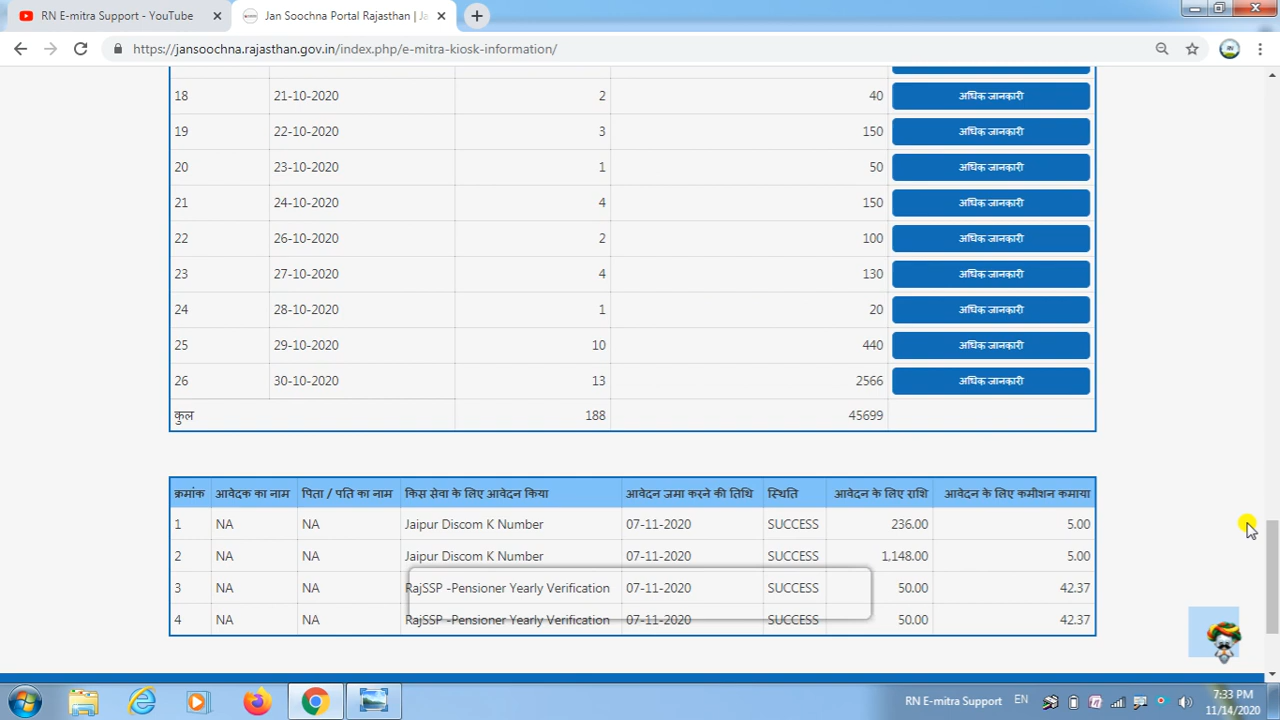 RN E-mitra Support - YouTube
Jan Soochna Portal Rajasthan | Ja
https://jansoochna.rajasthan.gov.in/index.php/e-mitra-kiosk-information/
18 21-10-2020 2 40 अधिक जानकारी
19 22-10-2020 3 150 अधिक जानकारी
20 23-10-2020 1 50 अधिक जानकारी
21 24-10-2020 4 150 अधिक जानकारी
22 26-10-2020 2 100 अधिक जानकारी
23 27-10-2020 4 130 अधिक जानकारी
24 28-10-2020 1 20 अधिक जानकारी
25 29-10-2020 10 440 अधिक जानकारी
26 30-10-2020 13 2566 अधिक जानकारी
कुल 188 45699
क्रमांक आवेदक का नाम पिता / पति का नाम किस सेवा के लिए आवेदन किया आवेदन जमा करने की तिथि स्थिति आवेदन के लिए राशि आवेदन के लिए कमीशन कमाया
1 NA NA Jaipur Discom K Number 07-11-2020 SUCCESS 236.00 5.00
2 NA NA Jaipur Discom K Number 07-11-2020 SUCCESS 1,148.00 5.00
3 NA NA RajSSP -Pensioner Yearly Verification 07-11-2020 SUCCESS 50.00 42.37
4 NA NA RajSSP -Pensioner Yearly Verification 07-11-2020 SUCCESS 50.00 42.37
RN E-mitra Support EN 7:33 PM
11/14/2020